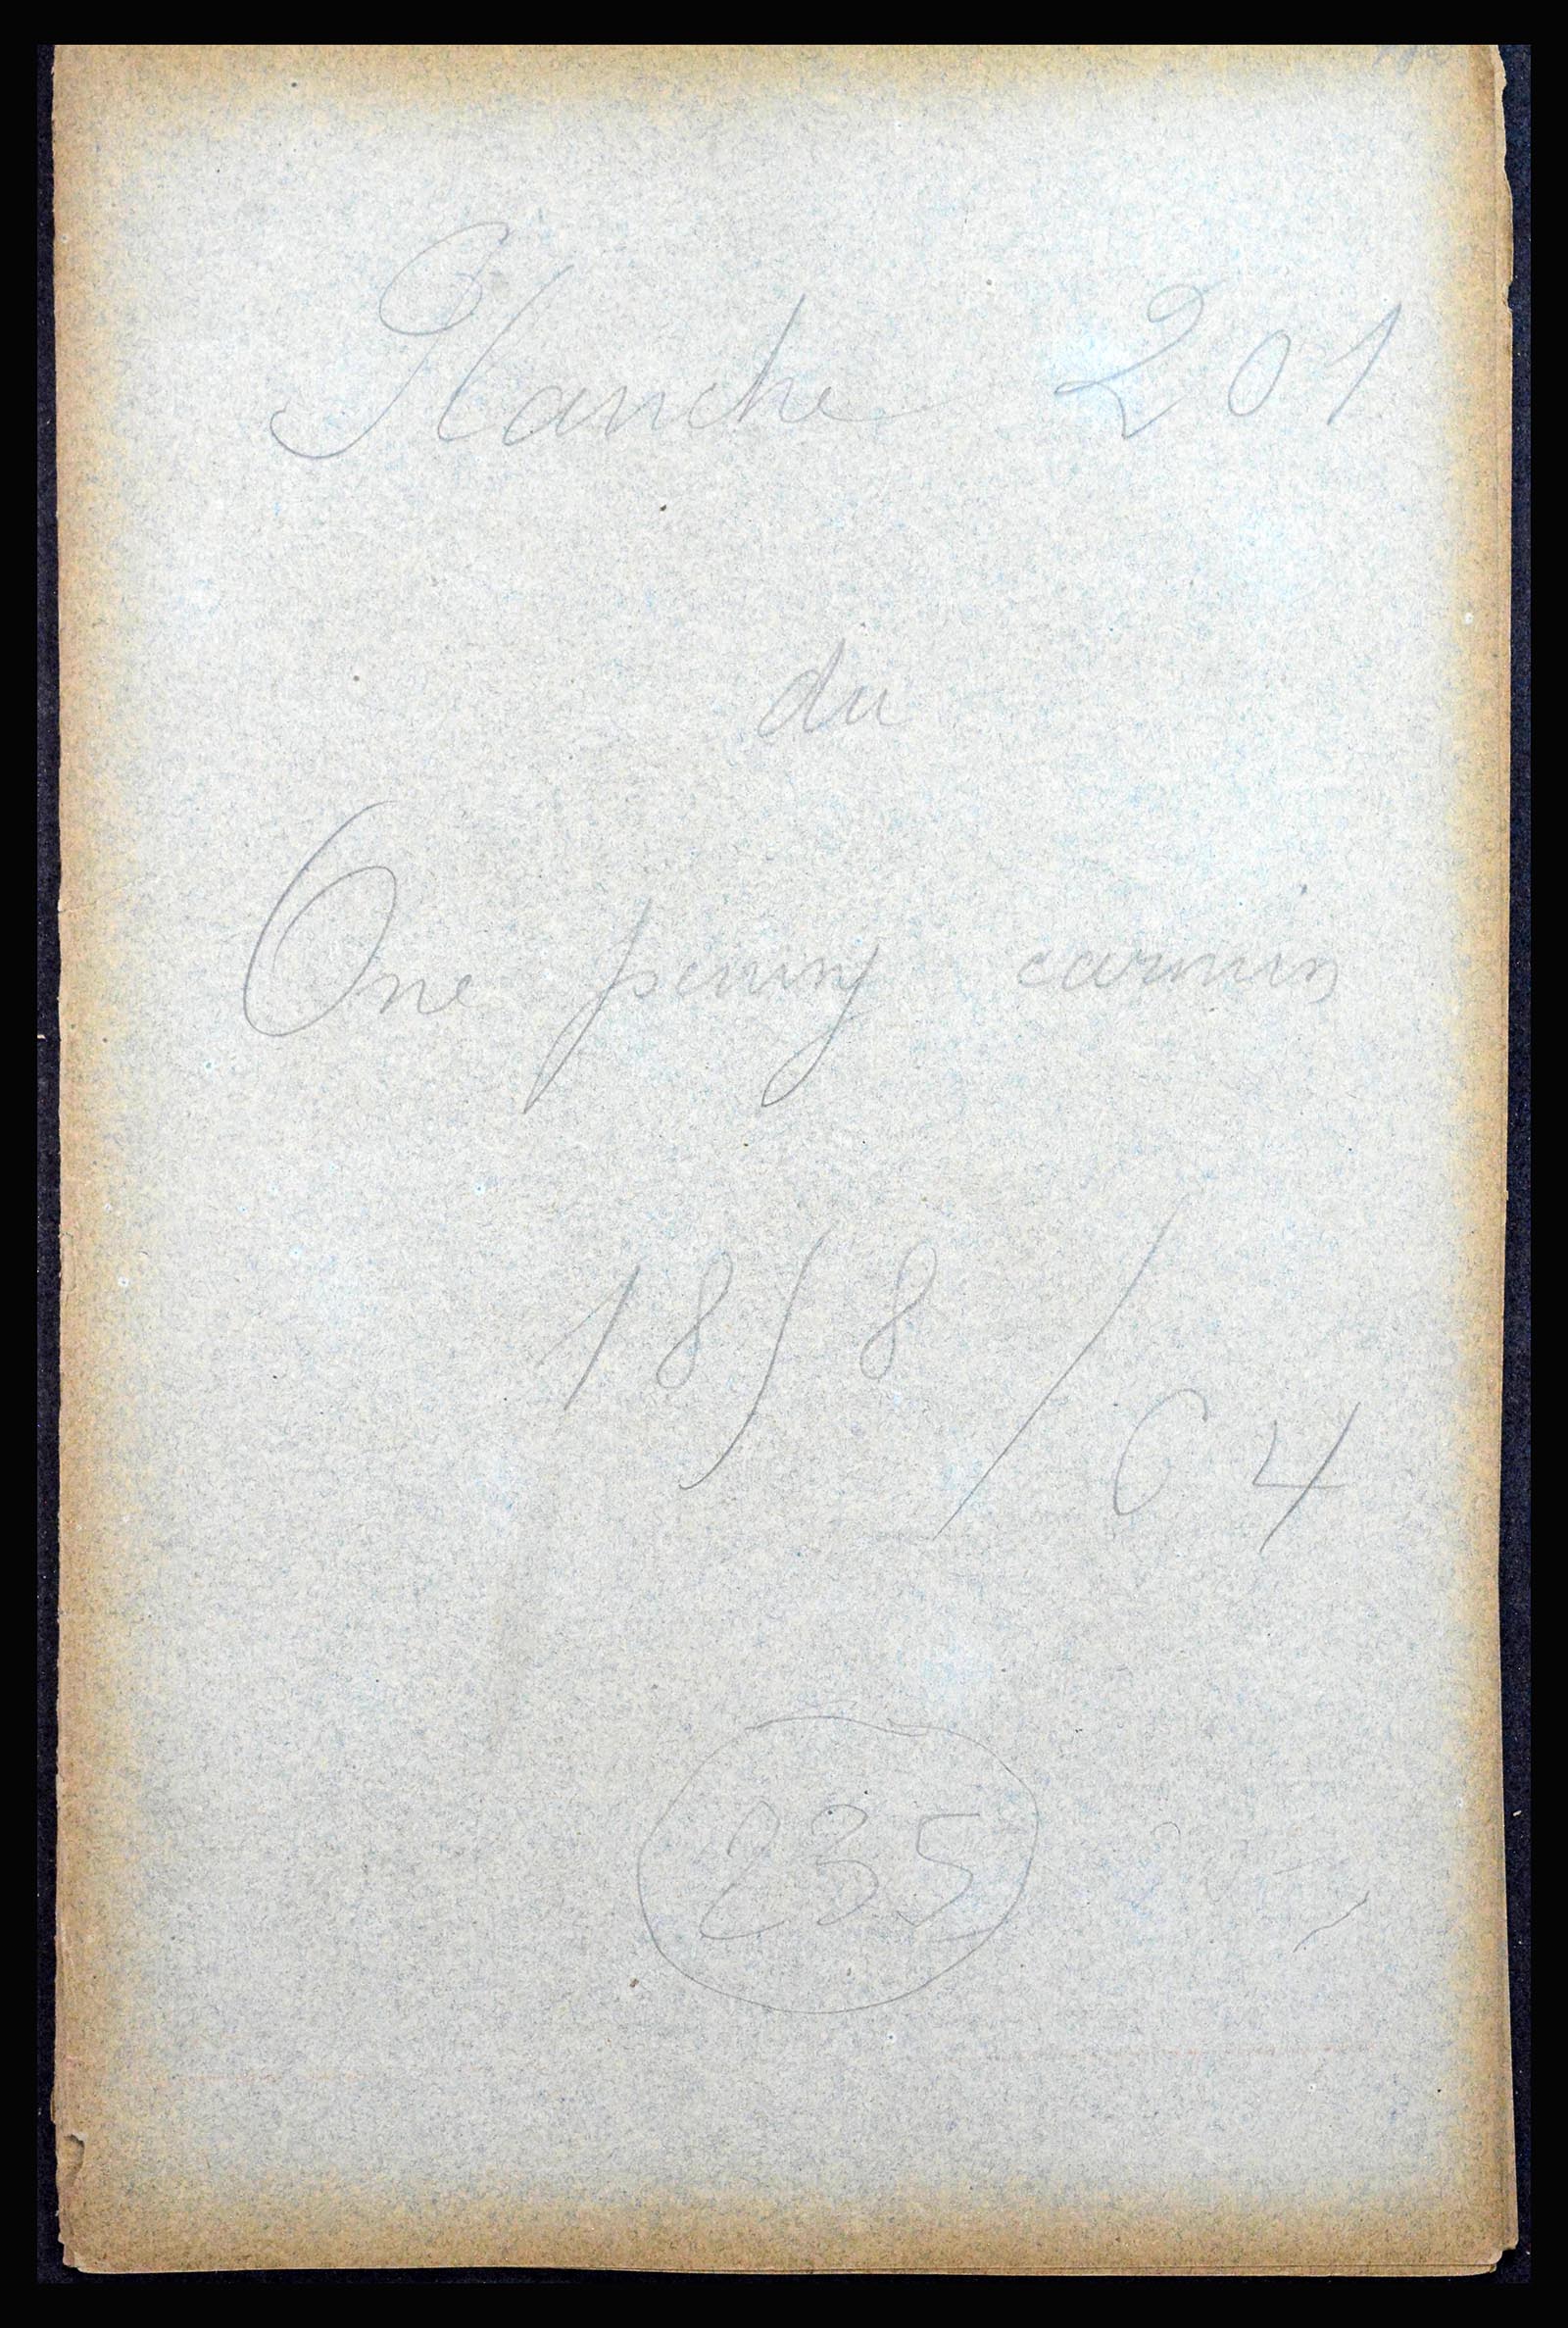 Planche 201
du
One penny carmin
1858/64
235